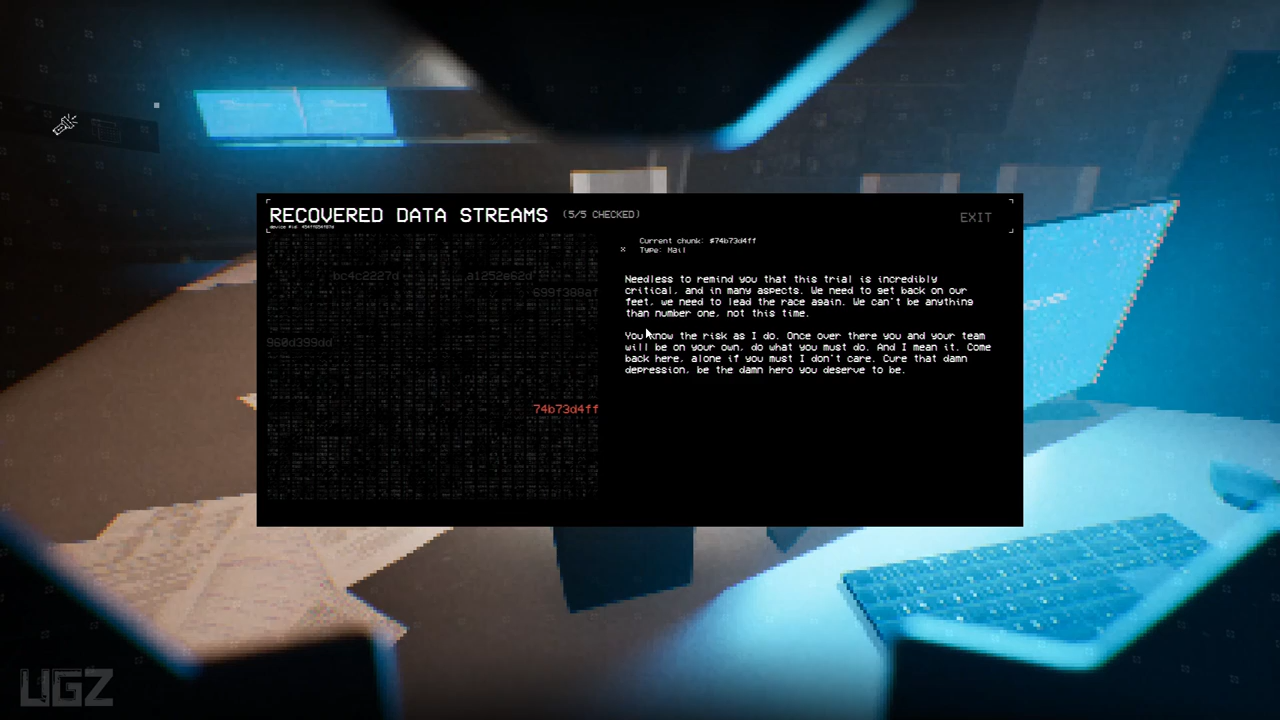 RECOVERED DATA STREAMS (5/5 CHECKED)
EXIT
Current chunk: #74b73d4ff
Type: Mail
bc4c2227d
a1252a62d
699f388af
960d399dd
74b73d4ff
Needless to remind you that this trial is incredibly
critical, and in many aspects. We need to get back on our
feet, we need to lead the race again. We can't be anything
than number one, not this time.
You know the risk as I do. Once over there you and your team
will be on your own, do what you must do. And I mean it. Come
back here, alone if you must I don't care. Cure that damn
depression, be the damn hero you deserve to be.
UGZ